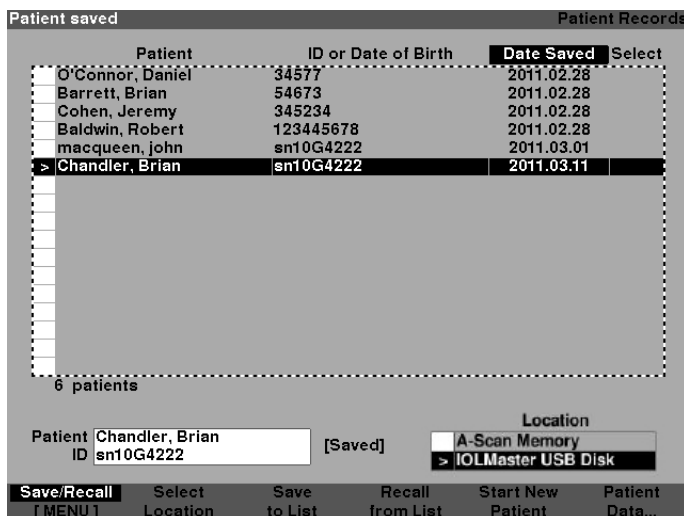 Patient saved Patient Records
Patient ID or Date of Birth Date Saved Select
O'Connor, Daniel 34577 2011.02.28
Barrett, Brian 54673 2011.02.28
Cohen, Jeremy 345234 2011.02.28
Baldwin, Robert 123445678 2011.02.28
macqueen, john sn10G4222 2011.03.01
> Chandler, Brian sn10G4222 2011.03.11
6 patients
Location
Patient Chandler, Brian [Saved] A-Scan Memory
ID sn10G4222 > IOLMaster USB Disk
Save/Recall Select Save Recall Start New Patient
[ MENU ] Location to List from List Patient Data...